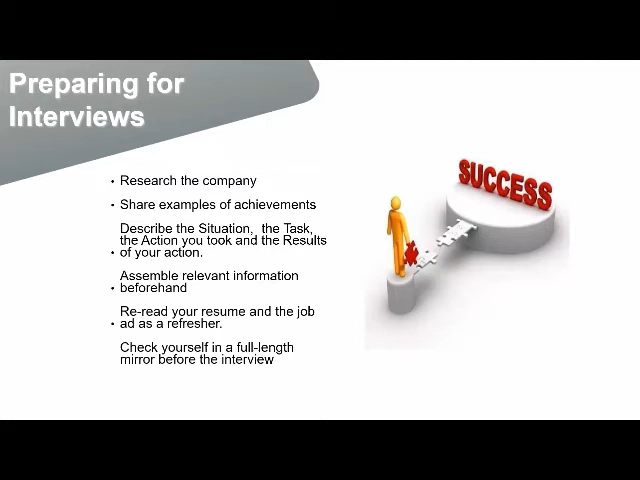 Preparing for
Interviews
• Research the company
• Share examples of achievements
Describe the Situation, the Task,
the Action you took and the Results
• of your action.
Assemble relevant information
• beforehand
Re-read your resume and the job
• ad as a refresher.
Check yourself in a full-length
mirror before the interview
SUCCESS